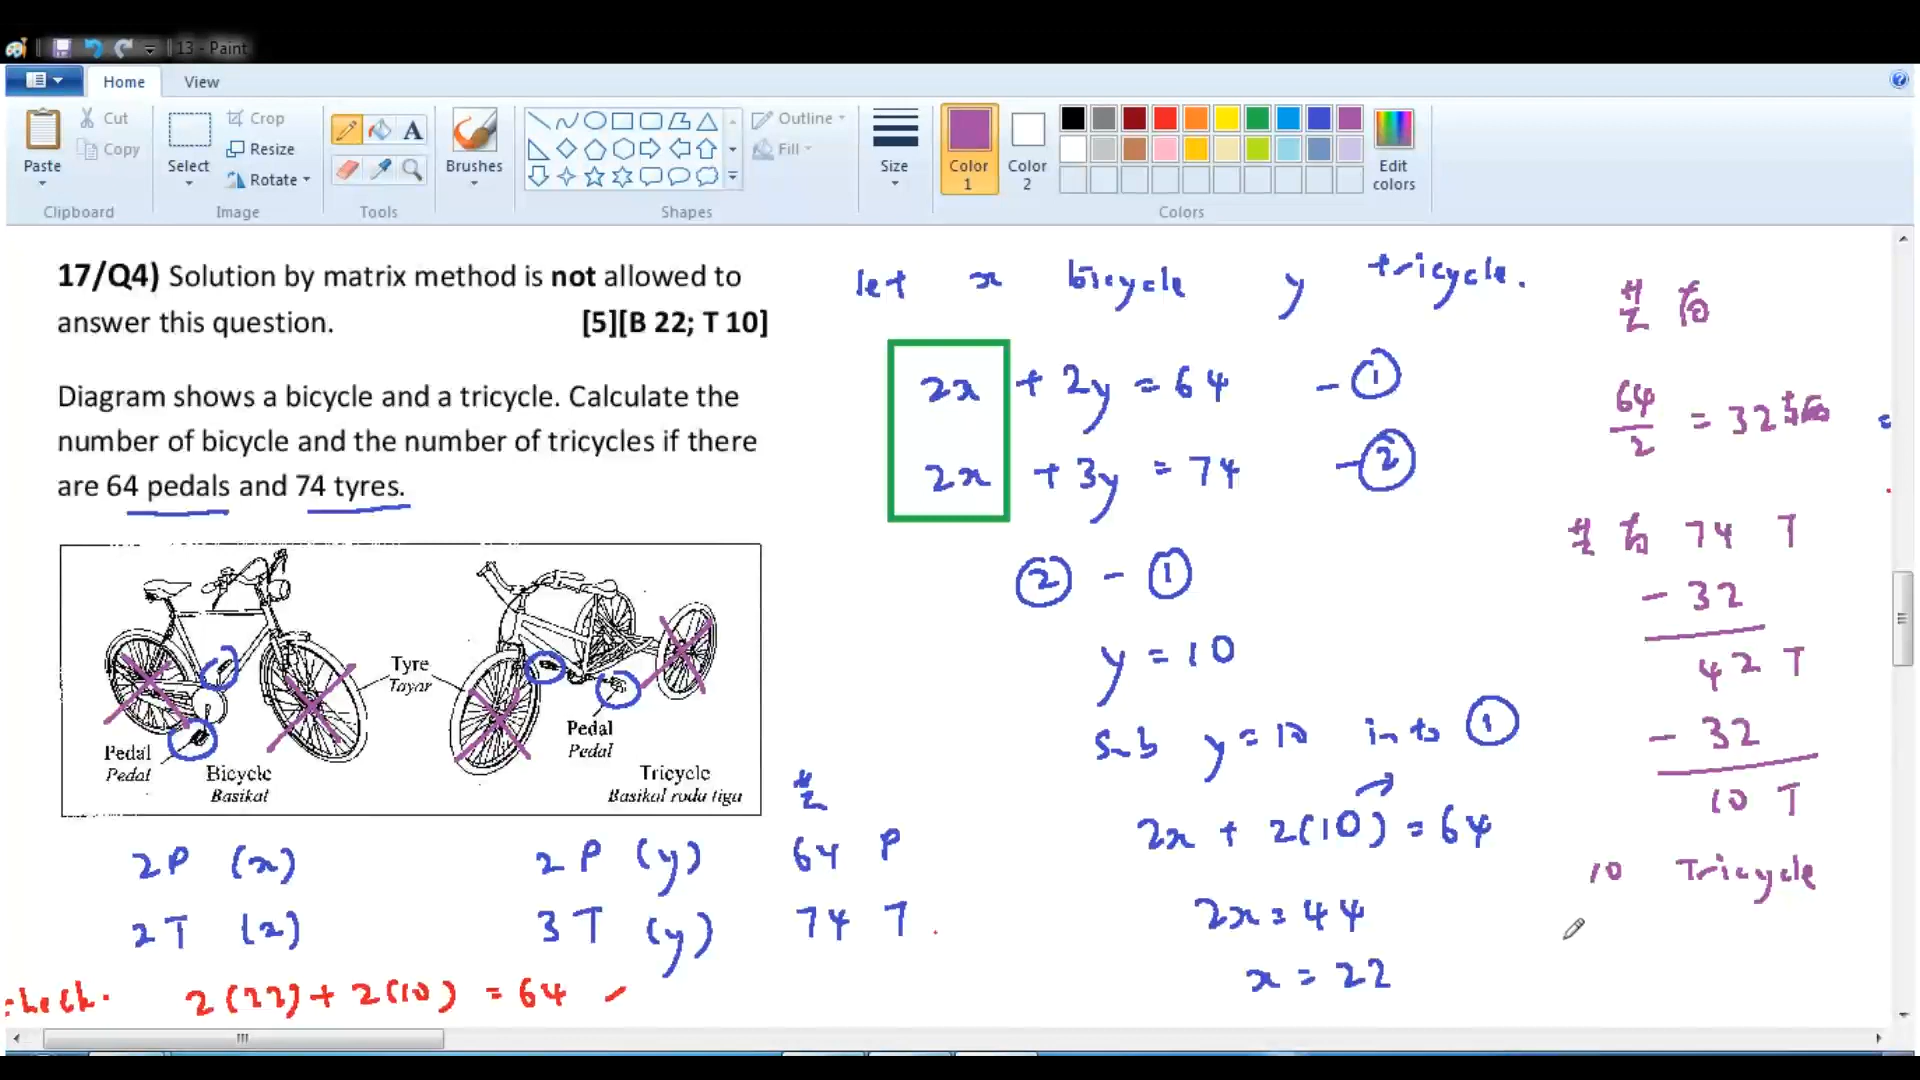 13 - Paint
Home View
Paste Cut Copy
Clipboard
Select Crop Resize Rotate
Image
Tools
Brushes
Shapes
Outline Fill
Size
Color 1 Color 2
Edit colors
Colors
17/Q4) Solution by matrix method is not allowed to
answer this question. [5][B 22; T 10]
Diagram shows a bicycle and a tricycle. Calculate the
number of bicycle and the number of tricycles if there
are 64 pedals and 74 tyres.
Tyre
Tayar
Pedal
Pedal
Bicycle
Basikal
Pedal
Pedal
Tricycle
Basikal roda tiga
2P (x) 2P (y) 64 P
2T (x) 3T (y) 74 T
check. 2(22) + 2(10) = 64
let x bicycle y tricycle.
2x + 2y = 64 - ①
2x + 3y = 74 - ②
② - ①
y = 10
Sub y = 10 into ①
2x + 2(10) = 64
2x = 44
x = 22
共有
64/2 = 32 =
共有 74 T
- 32
42 T
- 32
10 T
10 Tricycle